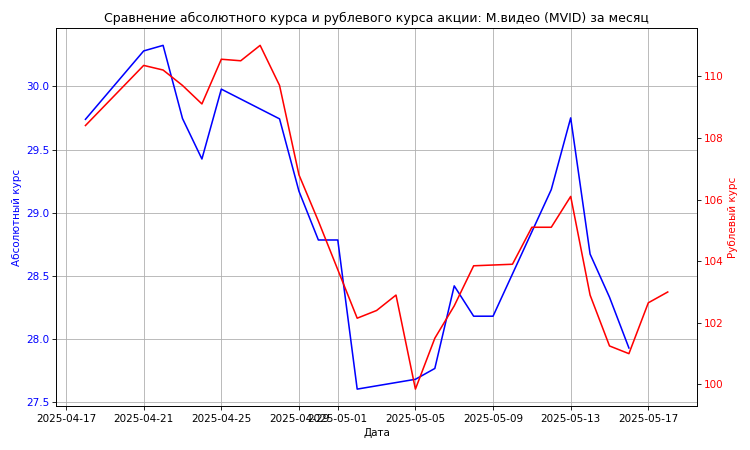 Сравнение абсолютного курса и рублевого курса акции: М.видео (MVID) за месяц
Абсолютный курс
30.0
29.5
29.0
28.5
28.0
27.5
110
108
106
104
102
100
Рублевый курс
2025-04-17 2025-04-21 2025-04-25 2025-04-29 2025-05-01 2025-05-05 2025-05-09 2025-05-13 2025-05-17
Дата